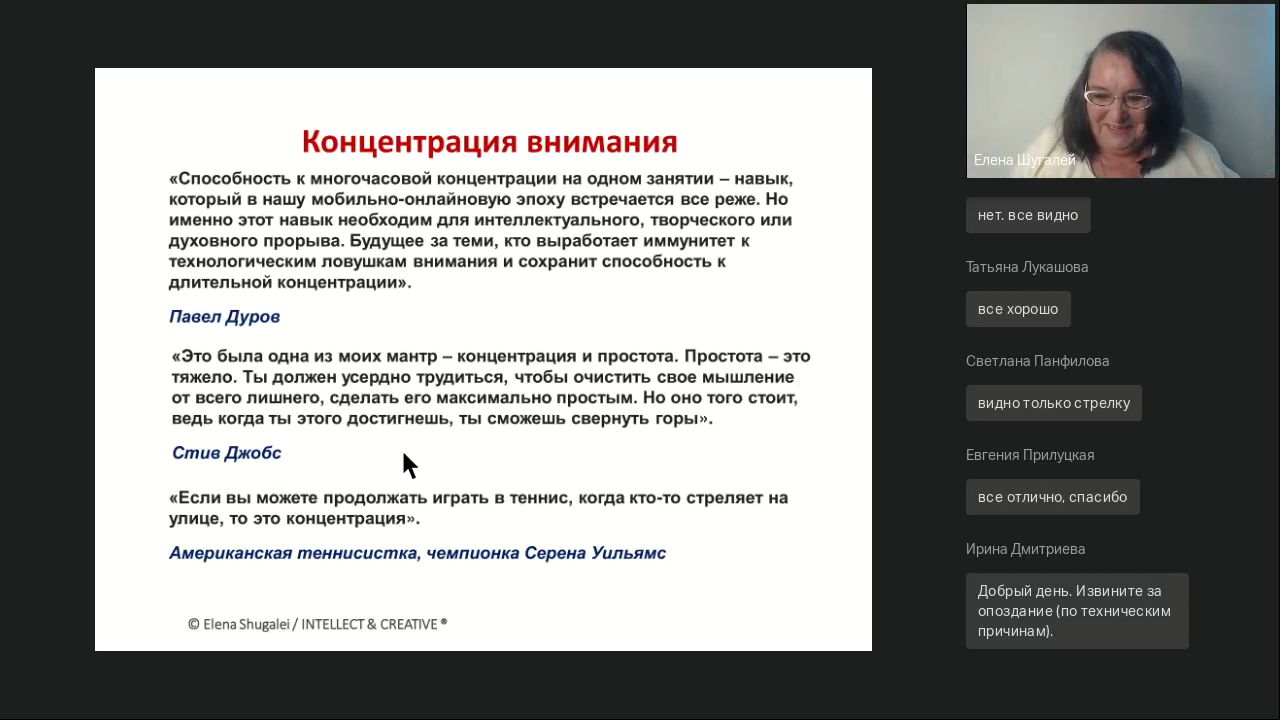 Концентрация внимания
«Способность к многочасовой концентрации на одном занятии – навык,
который в нашу мобильно-онлайновую эпоху встречается все реже. Но
именно этот навык необходим для интеллектуального, творческого или
духовного прорыва. Будущее за теми, кто выработает иммунитет к
технологическим ловушкам внимания и сохранит способность к
длительной концентрации».
Павел Дуров
«Это была одна из моих мантр – концентрация и простота. Простота – это
тяжело. Ты должен усердно трудиться, чтобы очистить свое мышление
от всего лишнего, сделать его максимально простым. Но оно того стоит,
ведь когда ты этого достигнешь, ты сможешь свернуть горы».
Стив Джобс
«Если вы можете продолжать играть в теннис, когда кто-то стреляет на
улице, то это концентрация».
Американская теннисистка, чемпионка Серена Уильямс
© Elena Shugalei / INTELLECT & CREATIVE ®
Елена Шугалей
нет. все видно
Татьяна Лукашова
все хорошо
Светлана Панфилова
видно только стрелку
Евгения Прилуцкая
все отлично, спасибо
Ирина Дмитриева
Добрый день. Извините за
опоздание (по техническим
причинам).